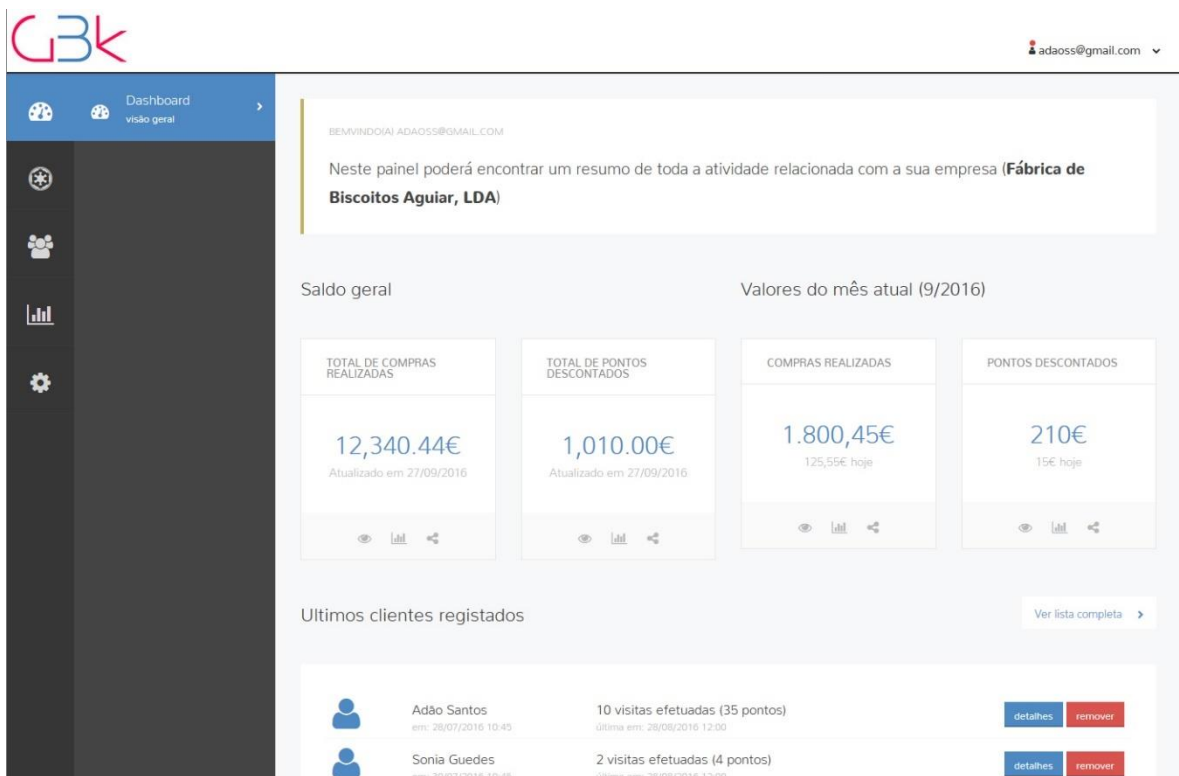 G3k
adaoss@gmail.com
Dashboard
visão geral
BEMVINDO(A) ADAOSS@GMAIL.COM
Neste painel poderá encontrar um resumo de toda a atividade relacionada com a sua empresa (Fábrica de
Biscoitos Aguiar, LDA)
Saldo geral
Valores do mês atual (9/2016)
TOTAL DE COMPRAS
REALIZADAS
12,340.44€
Atualizado em 27/09/2016
TOTAL DE PONTOS
DESCONTADOS
1,010.00€
Atualizado em 27/09/2016
COMPRAS REALIZADAS
1.800,45€
125,55€ hoje
PONTOS DESCONTADOS
210€
15€ hoje
Ultimos clientes registados
Ver lista completa
Adão Santos
em: 28/07/2016 10:45
10 visitas efetuadas (35 pontos)
última em: 28/08/2016 12:00
detalhes
remover
Sonia Guedes
2 visitas efetuadas (4 pontos)
detalhes
remover